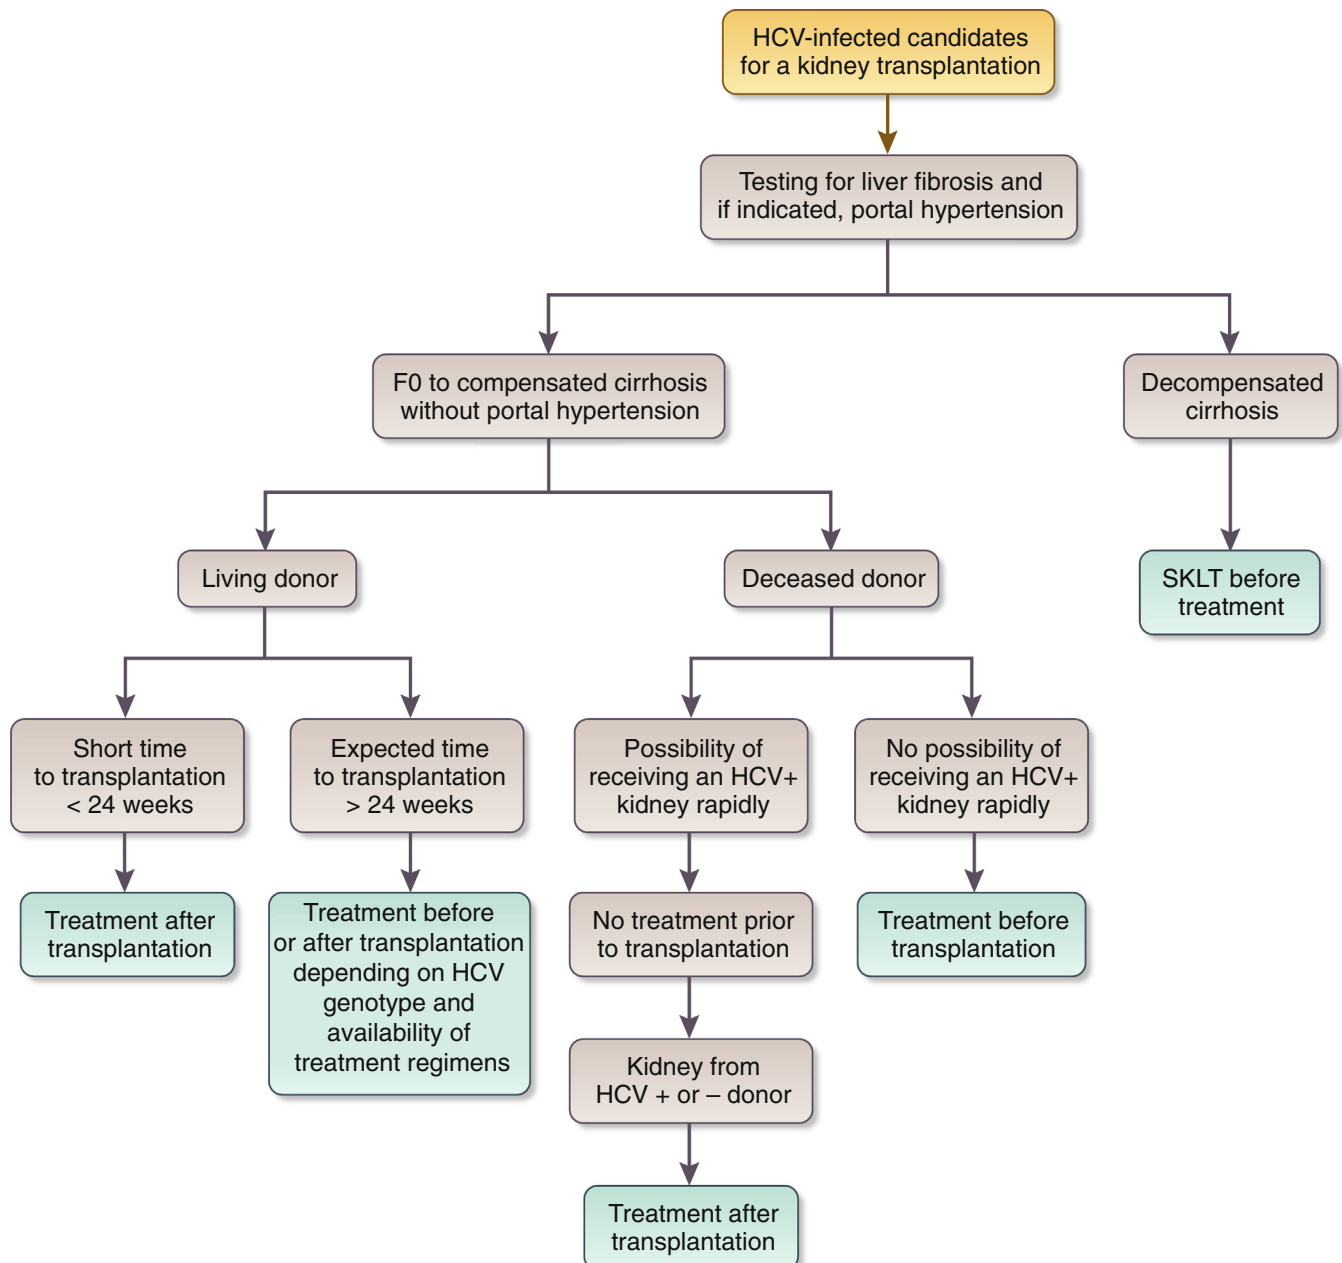 HCV-infected candidates
for a kidney transplantation
Testing for liver fibrosis and
if indicated, portal hypertension
F0 to compensated cirrhosis
without portal hypertension
Decompensated
cirrhosis
Living donor
Deceased donor
SKLT before
treatment
Short time
to transplantation
< 24 weeks
Expected time
to transplantation
> 24 weeks
Possibility of
receiving an HCV+
kidney rapidly
No possibility of
receiving an HCV+
kidney rapidly
Treatment after
transplantation
Treatment before
or after transplantation
depending on HCV
genotype and
availability of
treatment regimens
No treatment prior
to transplantation
Treatment before
transplantation
Kidney from
HCV + or – donor
Treatment after
transplantation